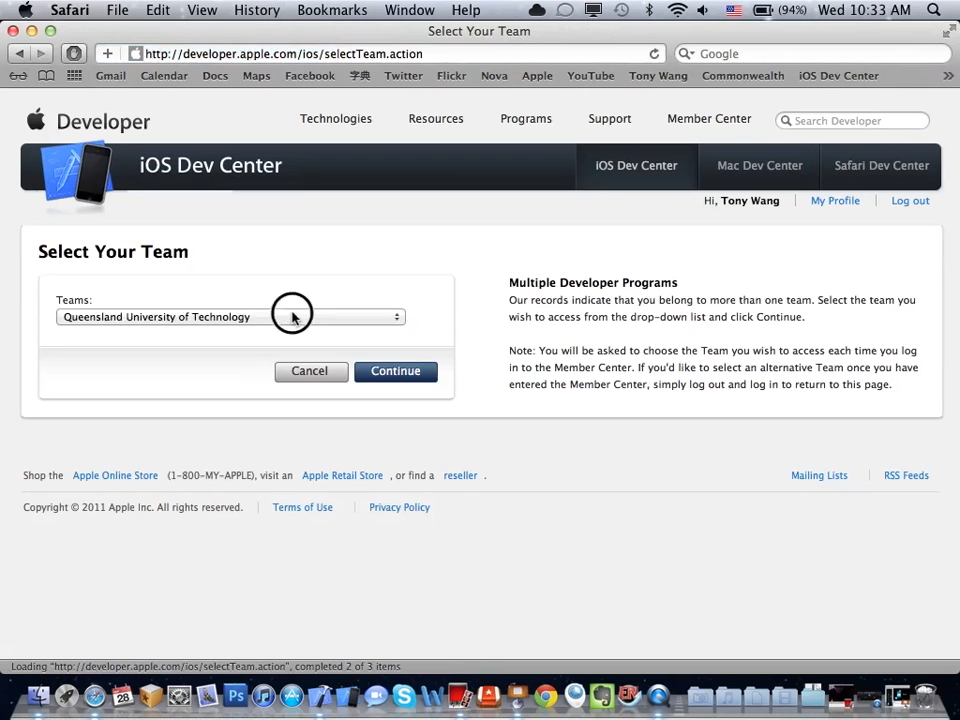 Safari File Edit View History Bookmarks Window Help (94%) Wed 10:33 AM
Select Your Team
http://developer.apple.com/ios/selectTeam.action Google
Gmail Calendar Docs Maps Facebook 字典 Twitter Flickr Nova Apple YouTube Tony Wang Commonwealth iOS Dev Center
Developer Technologies Resources Programs Support Member Center Search Developer
iOS Dev Center iOS Dev Center Mac Dev Center Safari Dev Center
Hi, Tony Wang My Profile Log out
Select Your Team
Teams:
Queensland University of Technology
Cancel Continue
Multiple Developer Programs
Our records indicate that you belong to more than one team. Select the team you
wish to access from the drop-down list and click Continue.
Note: You will be asked to choose the Team you wish to access each time you log
in to the Member Center. If you'd like to select an alternative Team once you have
entered the Member Center, simply log out and log in to return to this page.
Shop the Apple Online Store (1-800-MY-APPLE), visit an Apple Retail Store , or find a reseller . Mailing Lists RSS Feeds
Copyright © 2011 Apple Inc. All rights reserved. Terms of Use Privacy Policy
Loading "http://developer.apple.com/ios/selectTeam.action", completed 2 of 3 items
28
Ps